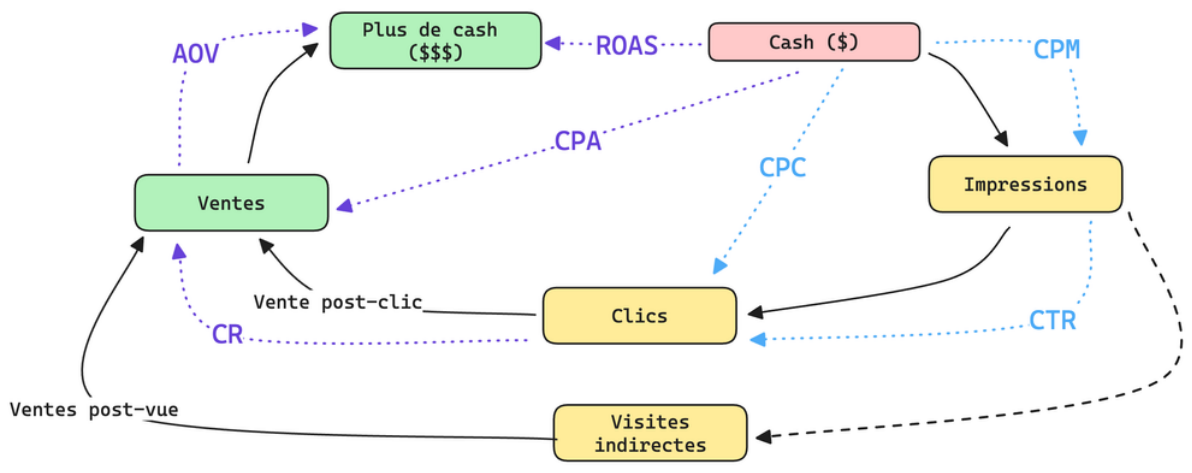 Plus de cash
($$$)
AOV
ROAS
Cash ($)
CPM
CPA
CPC
Impressions
Ventes
Vente post-clic
Clics
CR
CTR
Ventes post-vue
Visites
indirectes